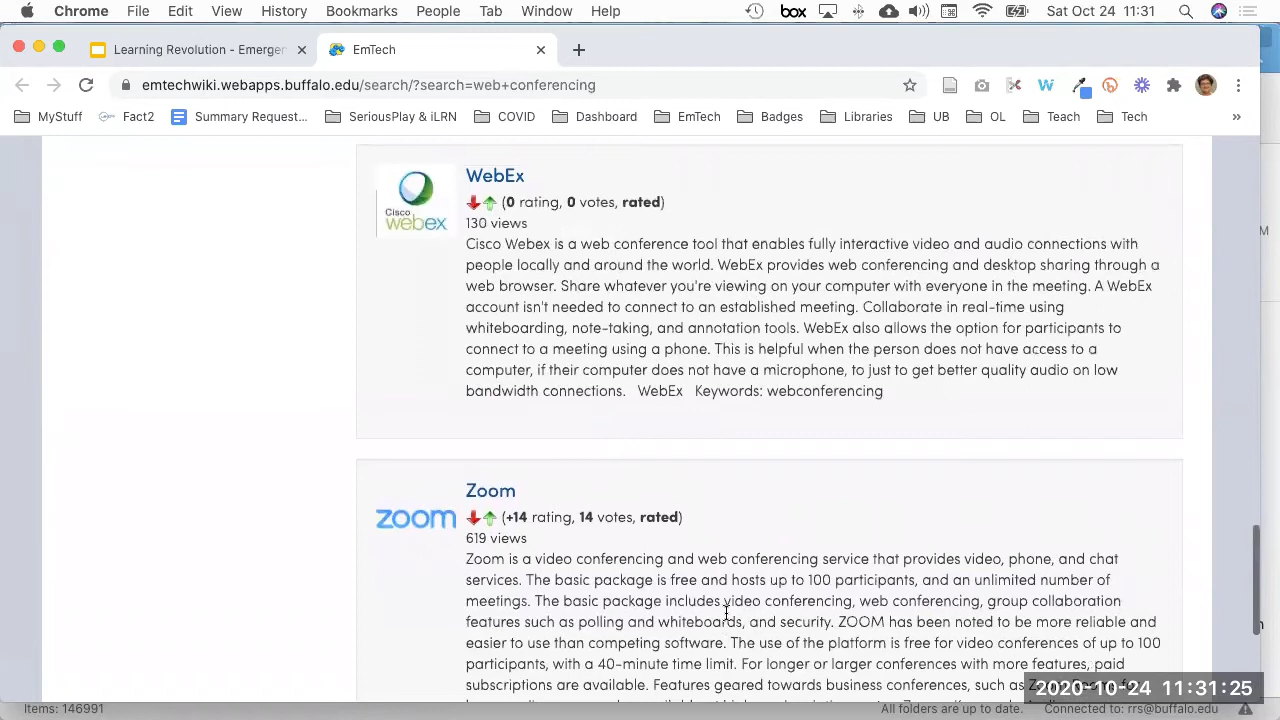 Chrome File Edit View History Bookmarks People Tab Window Help box Sat Oct 24 11:31
Learning Revolution - Emergen EmTech
emtechwiki.webapps.buffalo.edu/search/?search=web+conferencing
MyStuff Fact2 Summary Request... SeriousPlay & iLRN COVID Dashboard EmTech Badges Libraries UB OL Teach Tech »
WebEx
(0 rating, 0 votes, rated)
130 views
Cisco Webex
Cisco Webex is a web conference tool that enables fully interactive video and audio connections with
people locally and around the world. WebEx provides web conferencing and desktop sharing through a
web browser. Share whatever you're viewing on your computer with everyone in the meeting. A WebEx
account isn't needed to connect to an established meeting. Collaborate in real-time using
whiteboarding, note-taking, and annotation tools. WebEx also allows the option for participants to
connect to a meeting using a phone. This is helpful when the person does not have access to a
computer, if their computer does not have a microphone, to just to get better quality audio on low
bandwidth connections. WebEx Keywords: webconferencing
Zoom
zoom (+14 rating, 14 votes, rated)
619 views
Zoom is a video conferencing and web conferencing service that provides video, phone, and chat
services. The basic package is free and hosts up to 100 participants, and an unlimited number of
meetings. The basic package includes video conferencing, web conferencing, group collaboration
features such as polling and whiteboards, and security. ZOOM has been noted to be more reliable and
easier to use than competing software. The use of the platform is free for video conferences of up to 100
participants, with a 40-minute time limit. For longer or larger conferences with more features, paid
subscriptions are available. Features geared towards business conferences, such as
2020-10-24 11:31:25
Items: 146991 All folders are up to date. Connected to: rrs@buffalo.edu